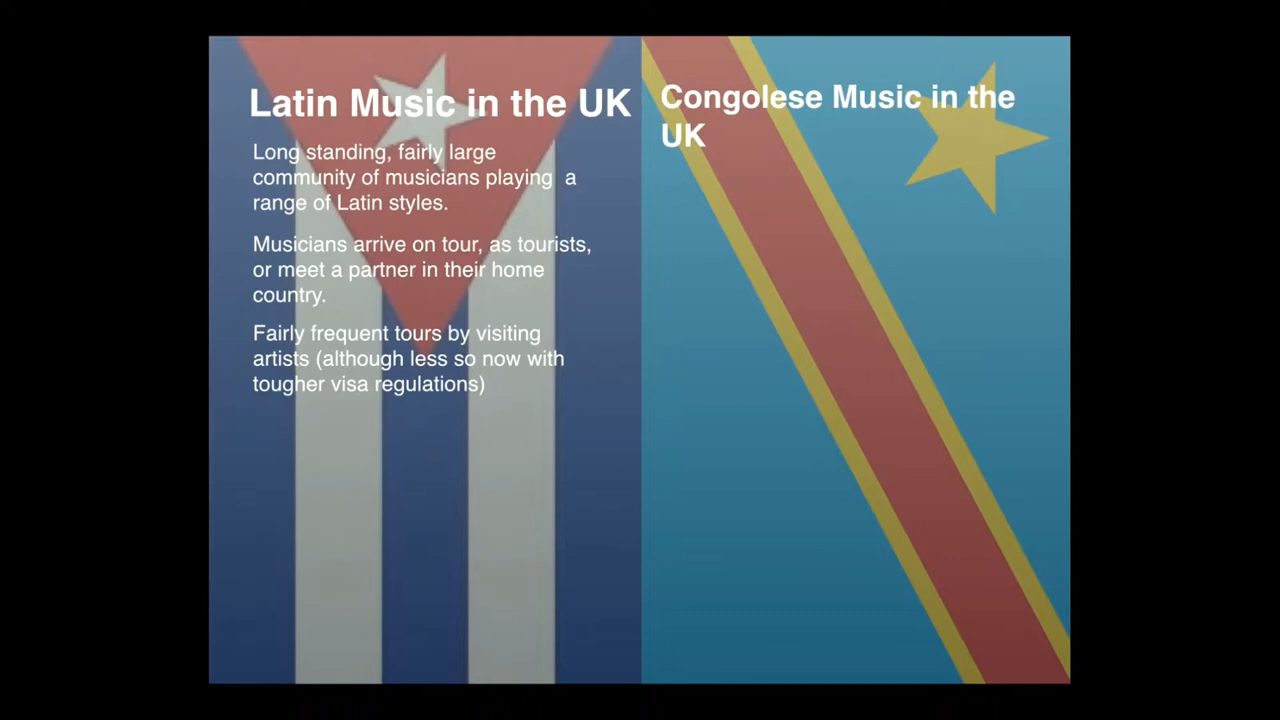 Latin Music in the UK
Long standing, fairly large
community of musicians playing  a
range of Latin styles.
Musicians arrive on tour, as tourists,
or meet a partner in their home
country.
Fairly frequent tours by visiting
artists (although less so now with
tougher visa regulations)
Congolese Music in the
UK